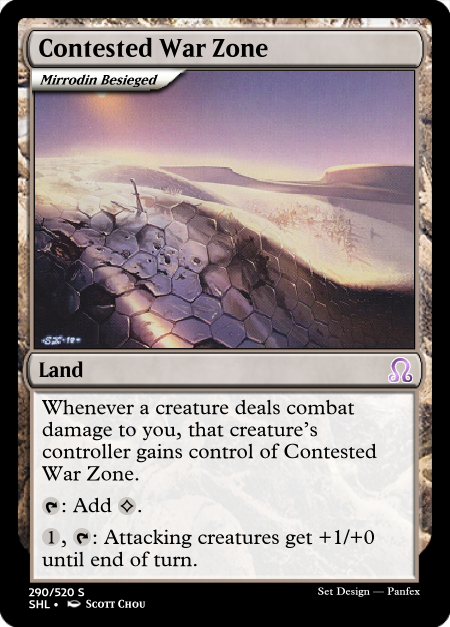 Contested War Zone
Mirrodin Besieged
Land
Whenever a creature deals combat
damage to you, that creature's
controller gains control of Contested
War Zone.
: Add .
1, : Attacking creatures get +1/+0
until end of turn.
290/520 S
Set Design — Panfex
SHL • Scott Chou